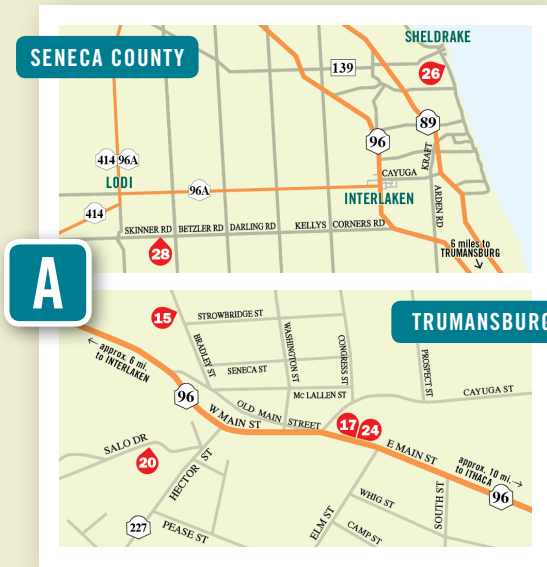 SENECA COUNTY
SHELDRAKE
139
26
89
96
414 96A
LODI
96A
CAYUGA
KRAFT
INTERLAKEN
ARDEN RD
414
SKINNER RD BETZLER RD DARLING RD KELLYS CORNERS RD
28
6 miles to
TRUMANSBURG
A
TRUMANSBURG
15
STROWBRIDGE ST
BRADLEY ST
WASHINGTON ST
CONGRESS ST
PROSPECT ST
← approx. 6 mi.
to INTERLAKEN
SENECA ST
MC LALLEN ST
CAYUGA ST
96
OLD MAIN STREET
W MAIN ST
17 24
E MAIN ST
SALO DR
20
HECTOR ST
approx. 10 mi. →
to ITHACA
96
WHIG ST
SOUTH ST
ELM ST
CAMP ST
227
PEASE ST